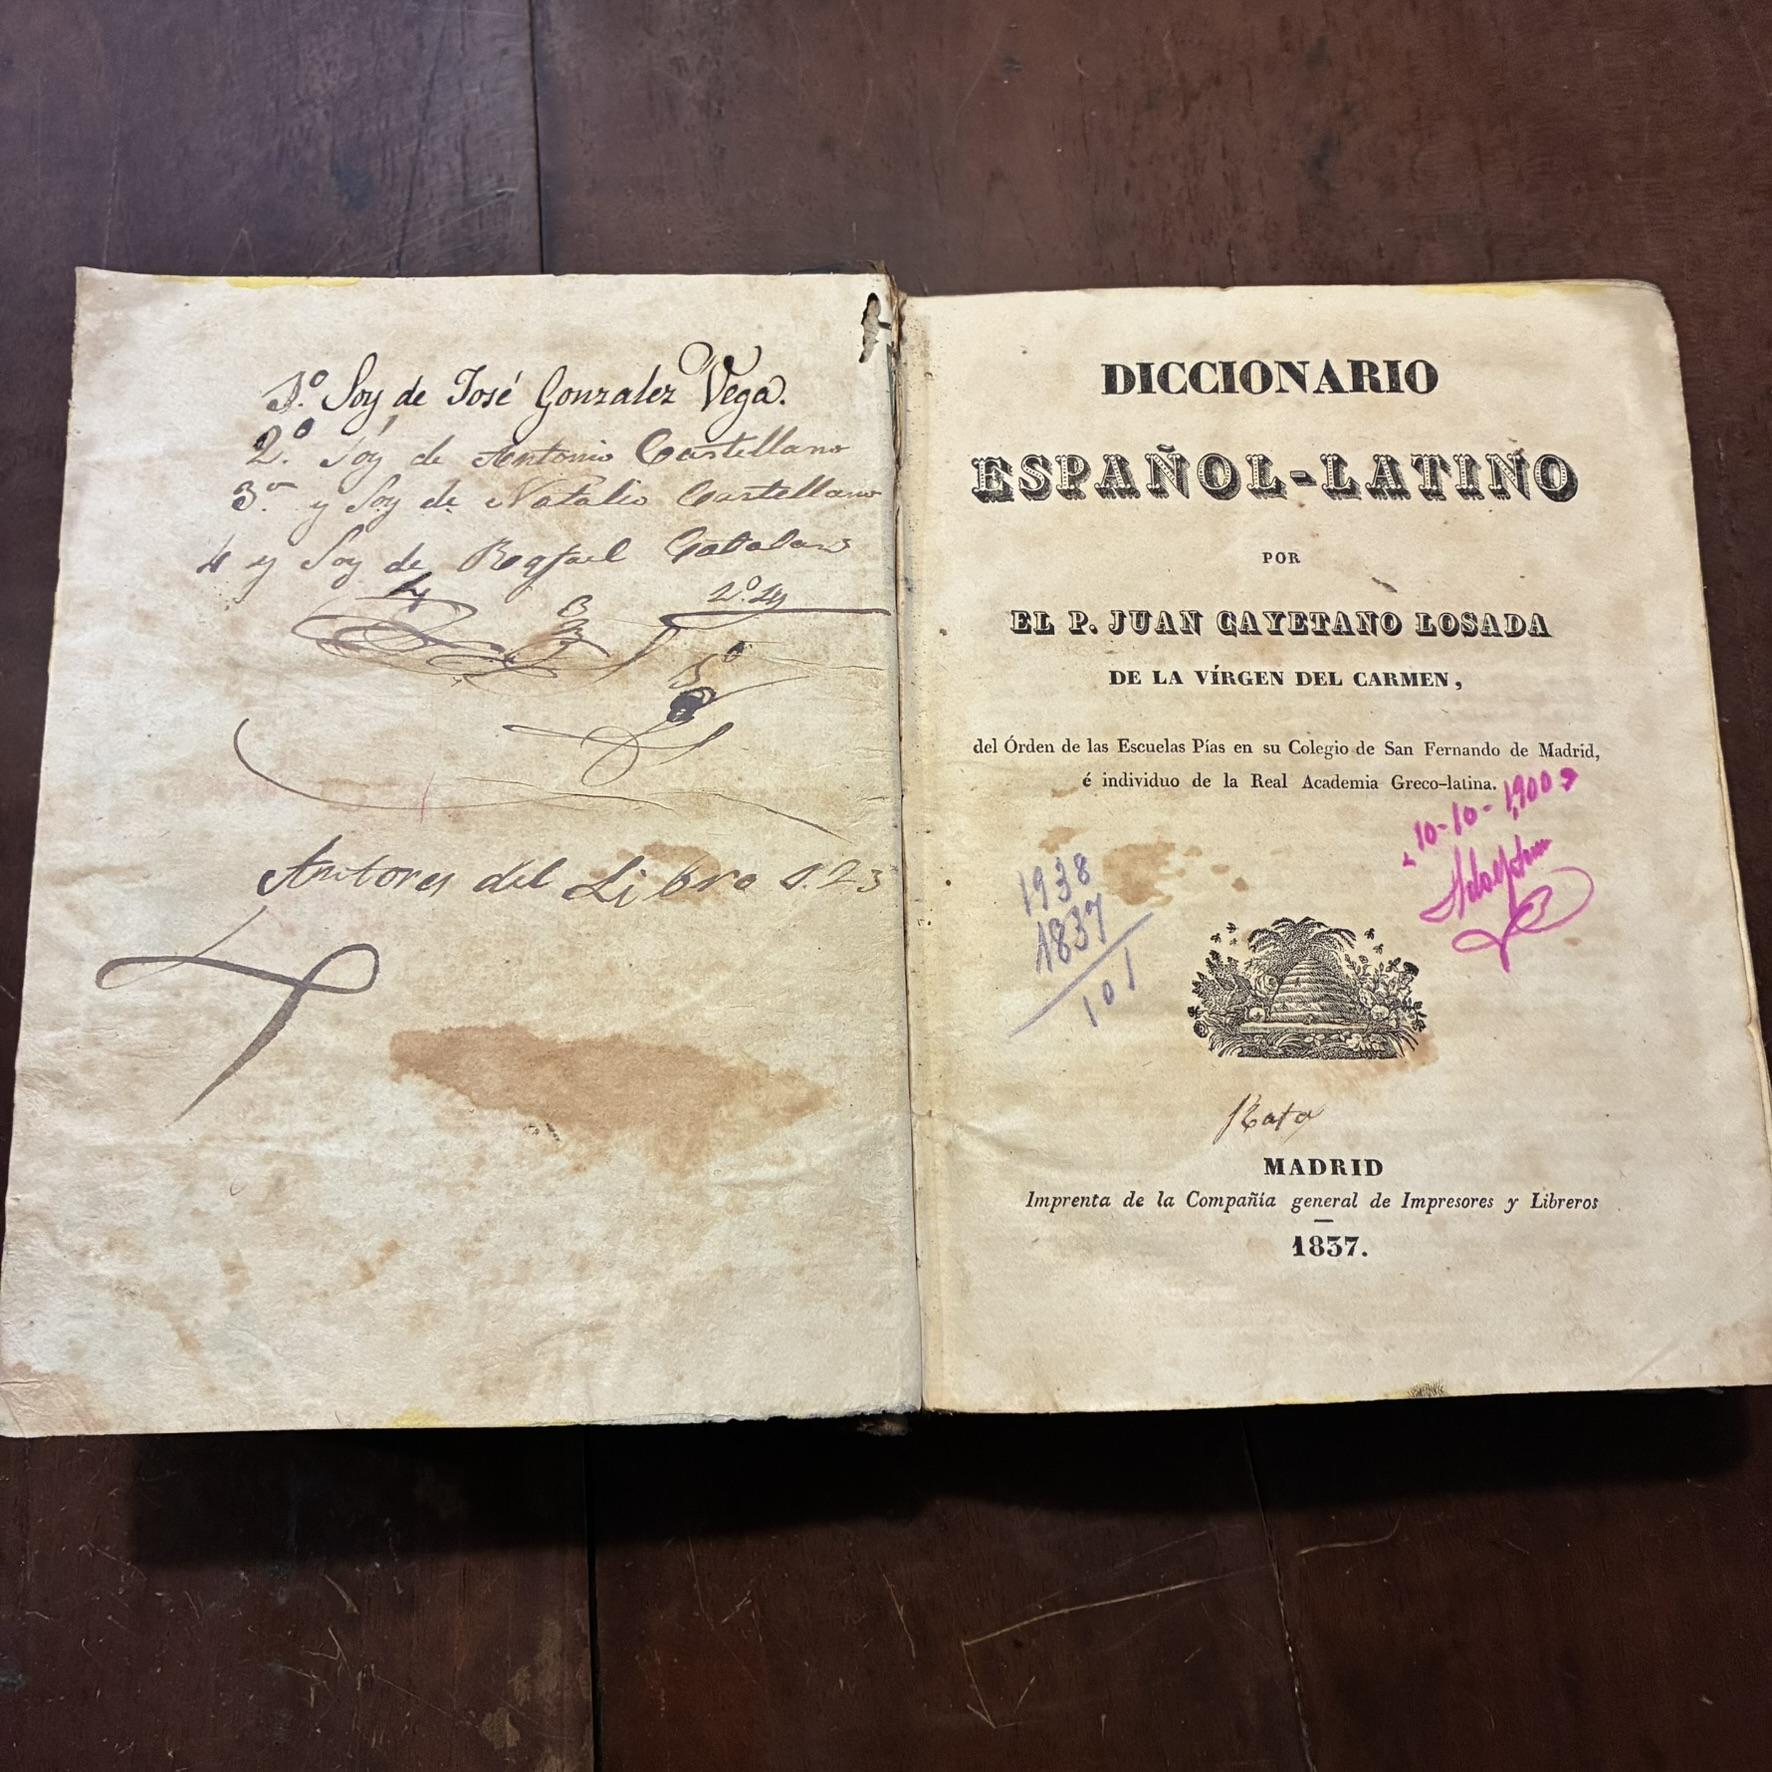 1º. Soy de José Gonzalez Vega.
2º. Soy de Antonio Castellano
3º. y Soy de Natalio Castellano
4 y Soy de Rafael Catalan
4
3
2º.
5º
Autores del Libro 1.23
DICCIONARIO
ESPAÑOL-LATINO
POR
EL P. JUAN CAYETANO LOSADA
DE LA VÍRGEN DEL CARMEN,
del Órden de las Escuelas Pías en su Colegio de San Fernando de Madrid,
é individuo de la Real Academia Greco-latina.
10-10-1900
1938
1837
101
MADRID
Imprenta de la Compañía general de Impresores y Libreros
1837.